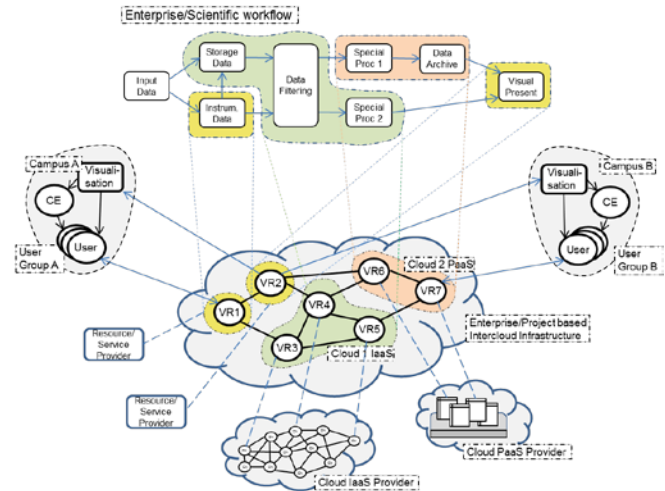 Enterprise/Scientific workflow
Storage
Data
Special
Proc 1
Data
Archive
Input
Data
Data
Filtering
Visual
Present
Instrum.
Data
Special
Proc 2
Campus A
Visuali-
sation
CE
User
User
Group A
Campus B
Visuali-
sation
CE
User
User
Group B
VR6
Cloud 2 PaaS
VR2
VR7
VR4
VR1
VR5
VR3
Cloud 1 IaaS
Enterprise/Project based
Intercloud Infrastructure
Resource/
Service
Provider
Resource/
Service
Provider
Cloud IaaS Provider
Cloud PaaS Provider